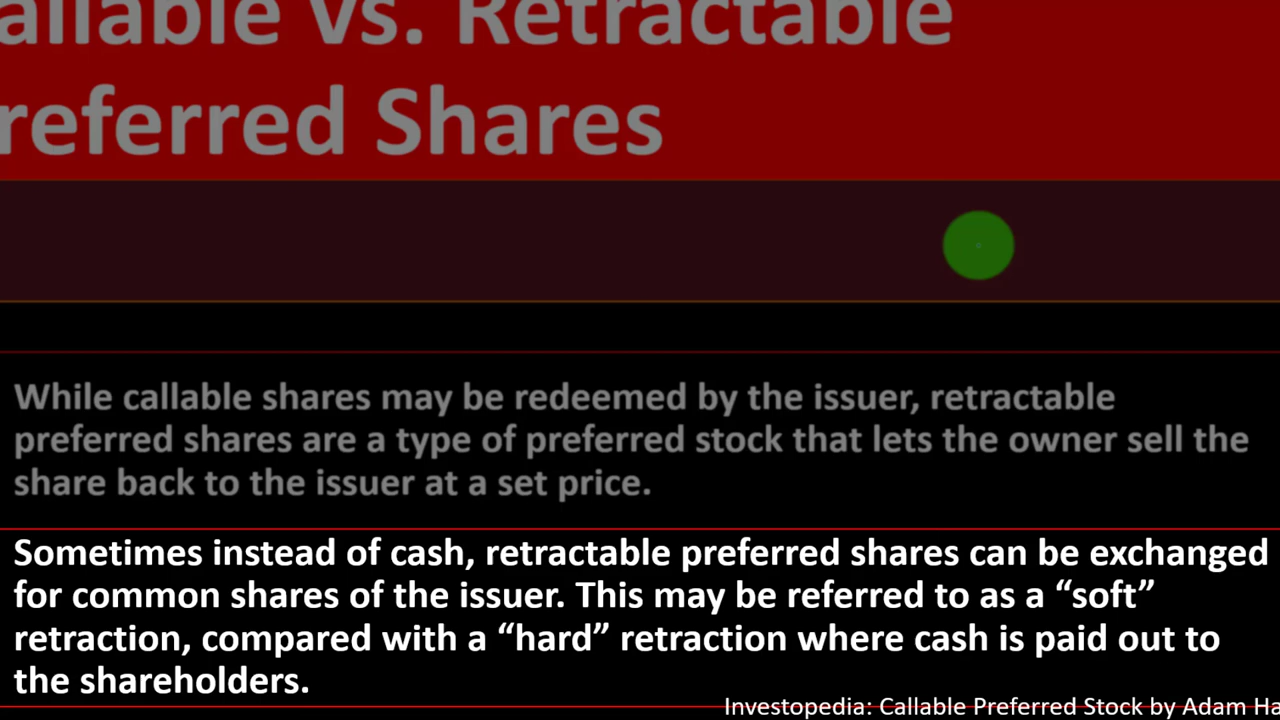 allable vs. Retractable
referred Shares
While callable shares may be redeemed by the issuer, retractable
preferred shares are a type of preferred stock that lets the owner sell the
share back to the issuer at a set price.
Sometimes instead of cash, retractable preferred shares can be exchanged
for common shares of the issuer. This may be referred to as a “soft”
retraction, compared with a “hard” retraction where cash is paid out to
the shareholders.
Investopedia: Callable Preferred Stock by Adam Ha